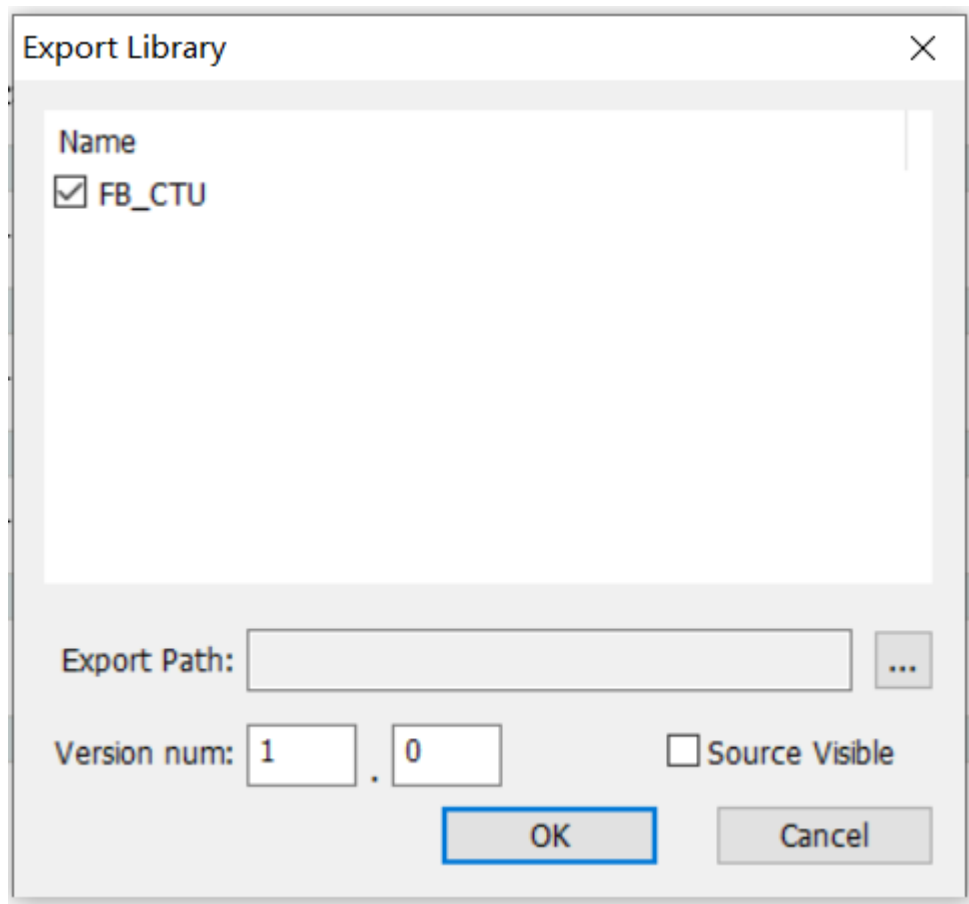 Export Library
Name
FB_CTU
Export Path:
...
Version num: 1 . 0
Source Visible
OK
Cancel